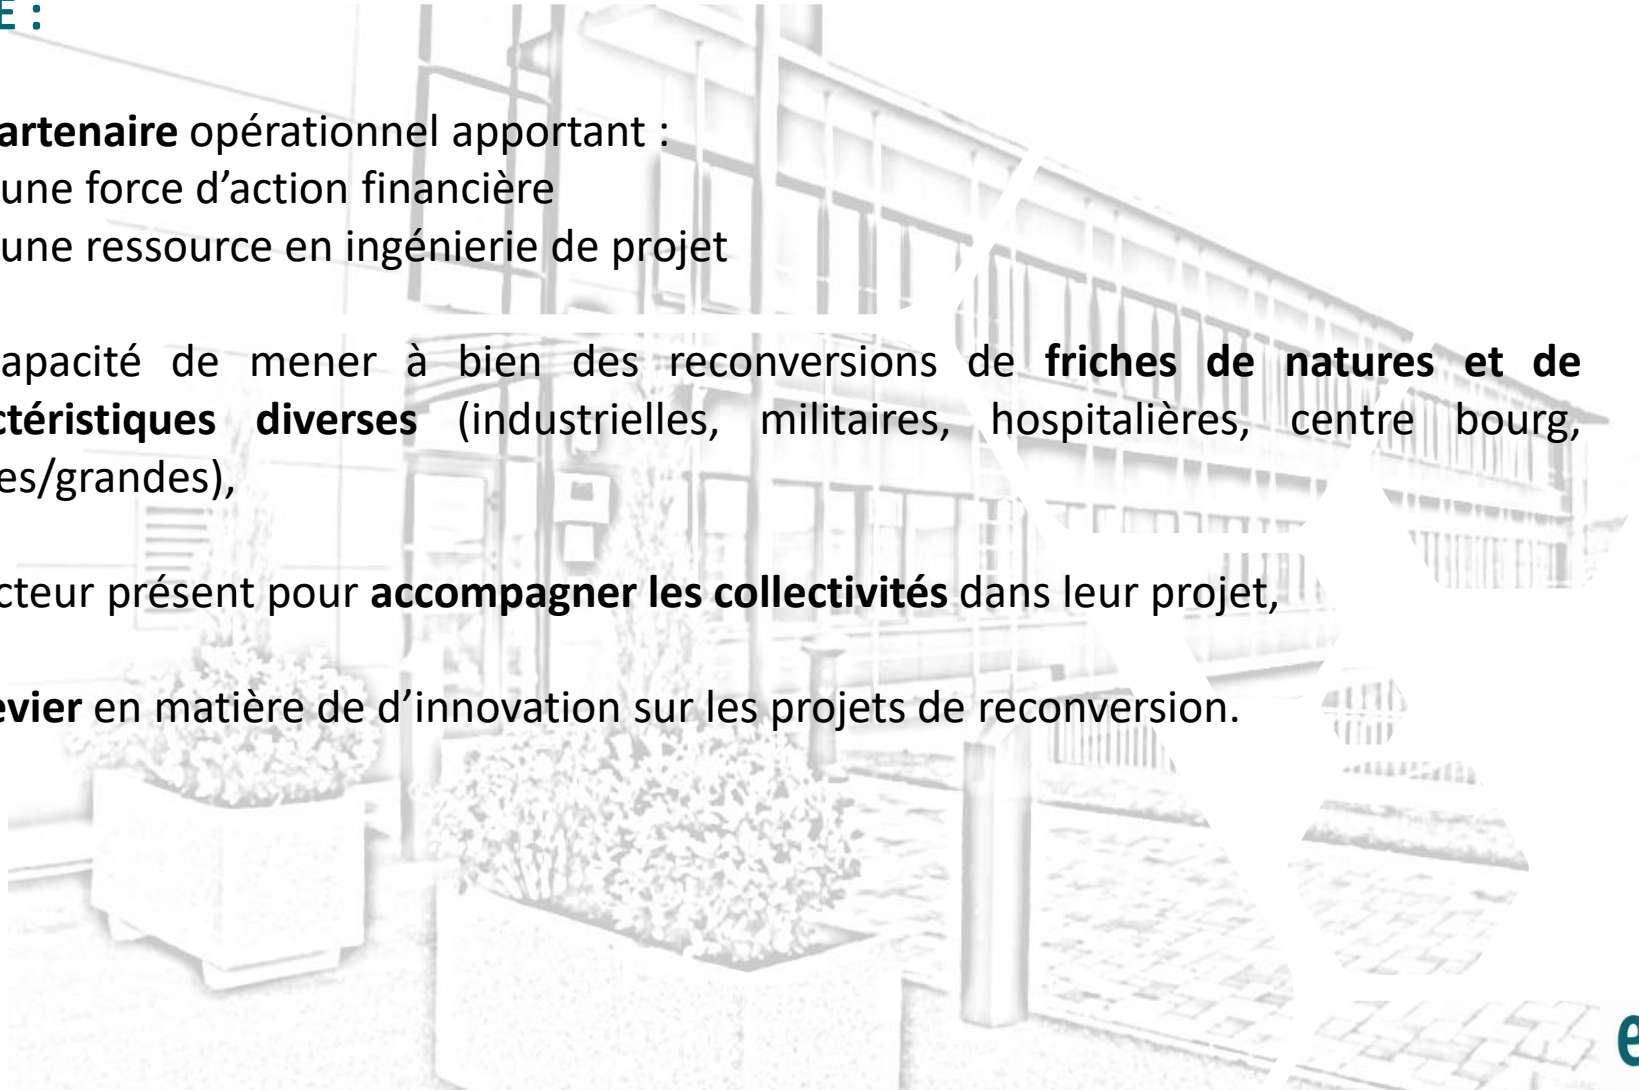 E :
artenaire opérationnel apportant :
une force d’action financière
une ressource en ingénierie de projet
apacité de mener à bien des reconversions de friches de natures et de
ctéristiques diverses (industrielles, militaires, hospitalières, centre bourg,
es/grandes),
cteur présent pour accompagner les collectivités dans leur projet,
evier en matière de d’innovation sur les projets de reconversion.
e